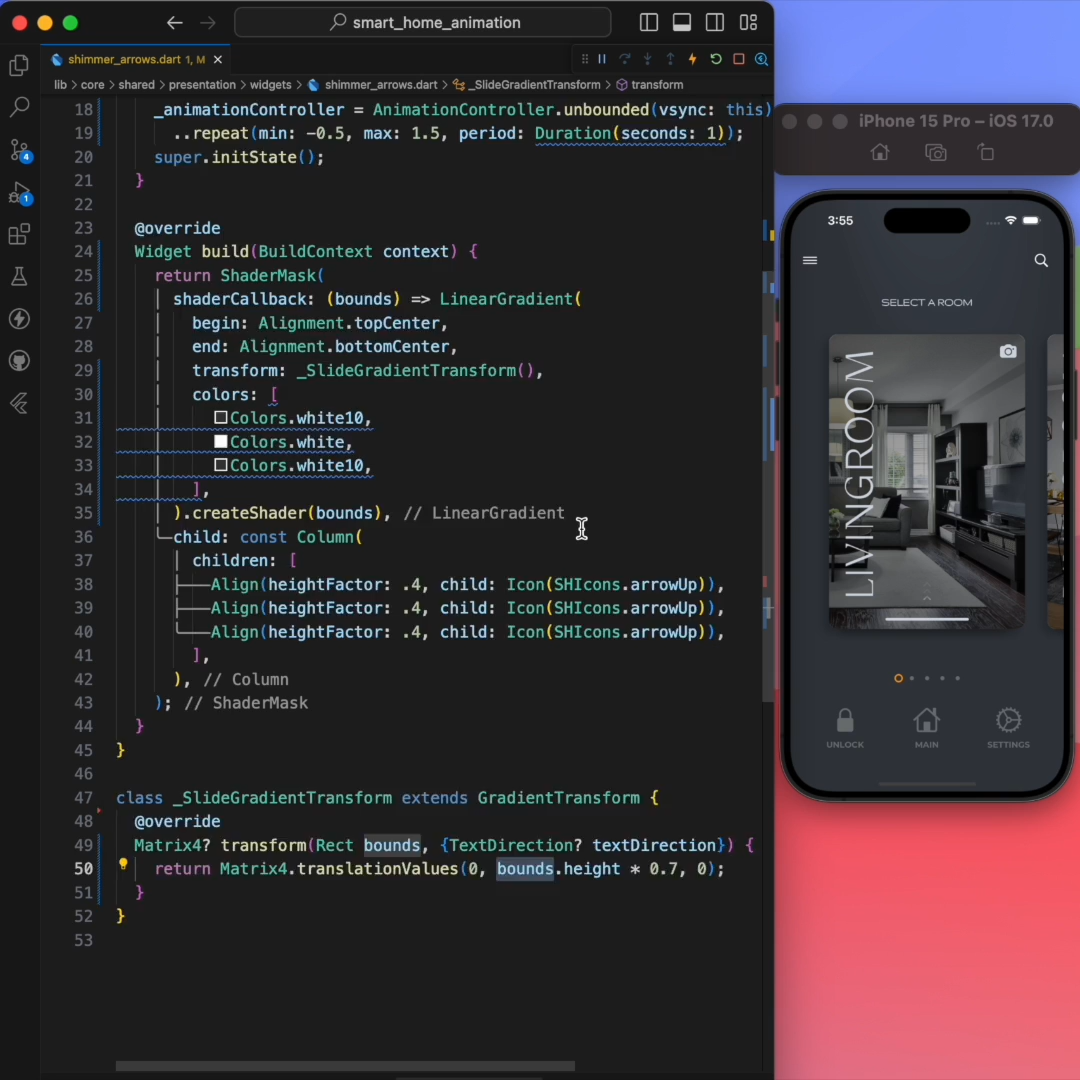 smart_home_animation
shimmer_arrows.dart 1, M
lib > core > shared > presentation > widgets > shimmer_arrows.dart > _SlideGradientTransform > transform
18 _animationController = AnimationController.unbounded(vsync: this)
19 ..repeat(min: -0.5, max: 1.5, period: Duration(seconds: 1));
20 super.initState();
21 }
22
23 @override
24 Widget build(BuildContext context) {
25 return ShaderMask(
26 shaderCallback: (bounds) => LinearGradient(
27 begin: Alignment.topCenter,
28 end: Alignment.bottomCenter,
29 transform: _SlideGradientTransform(),
30 colors: [
31 Colors.white10,
32 Colors.white,
33 Colors.white10,
34 ],
35 ).createShader(bounds), // LinearGradient
36 child: const Column(
37 children: [
38 Align(heightFactor: .4, child: Icon(SHIcons.arrowUp)),
39 Align(heightFactor: .4, child: Icon(SHIcons.arrowUp)),
40 Align(heightFactor: .4, child: Icon(SHIcons.arrowUp)),
41 ],
42 ), // Column
43 ); // ShaderMask
44 }
45 }
46
47 class _SlideGradientTransform extends GradientTransform {
48 @override
49 Matrix4? transform(Rect bounds, {TextDirection? textDirection}) {
50 return Matrix4.translationValues(0, bounds.height * 0.7, 0);
51 }
52 }
53
4
1
iPhone 15 Pro – iOS 17.0
3:55
SELECT A ROOM
LIVINGROOM
UNLOCK
MAIN
SETTINGS